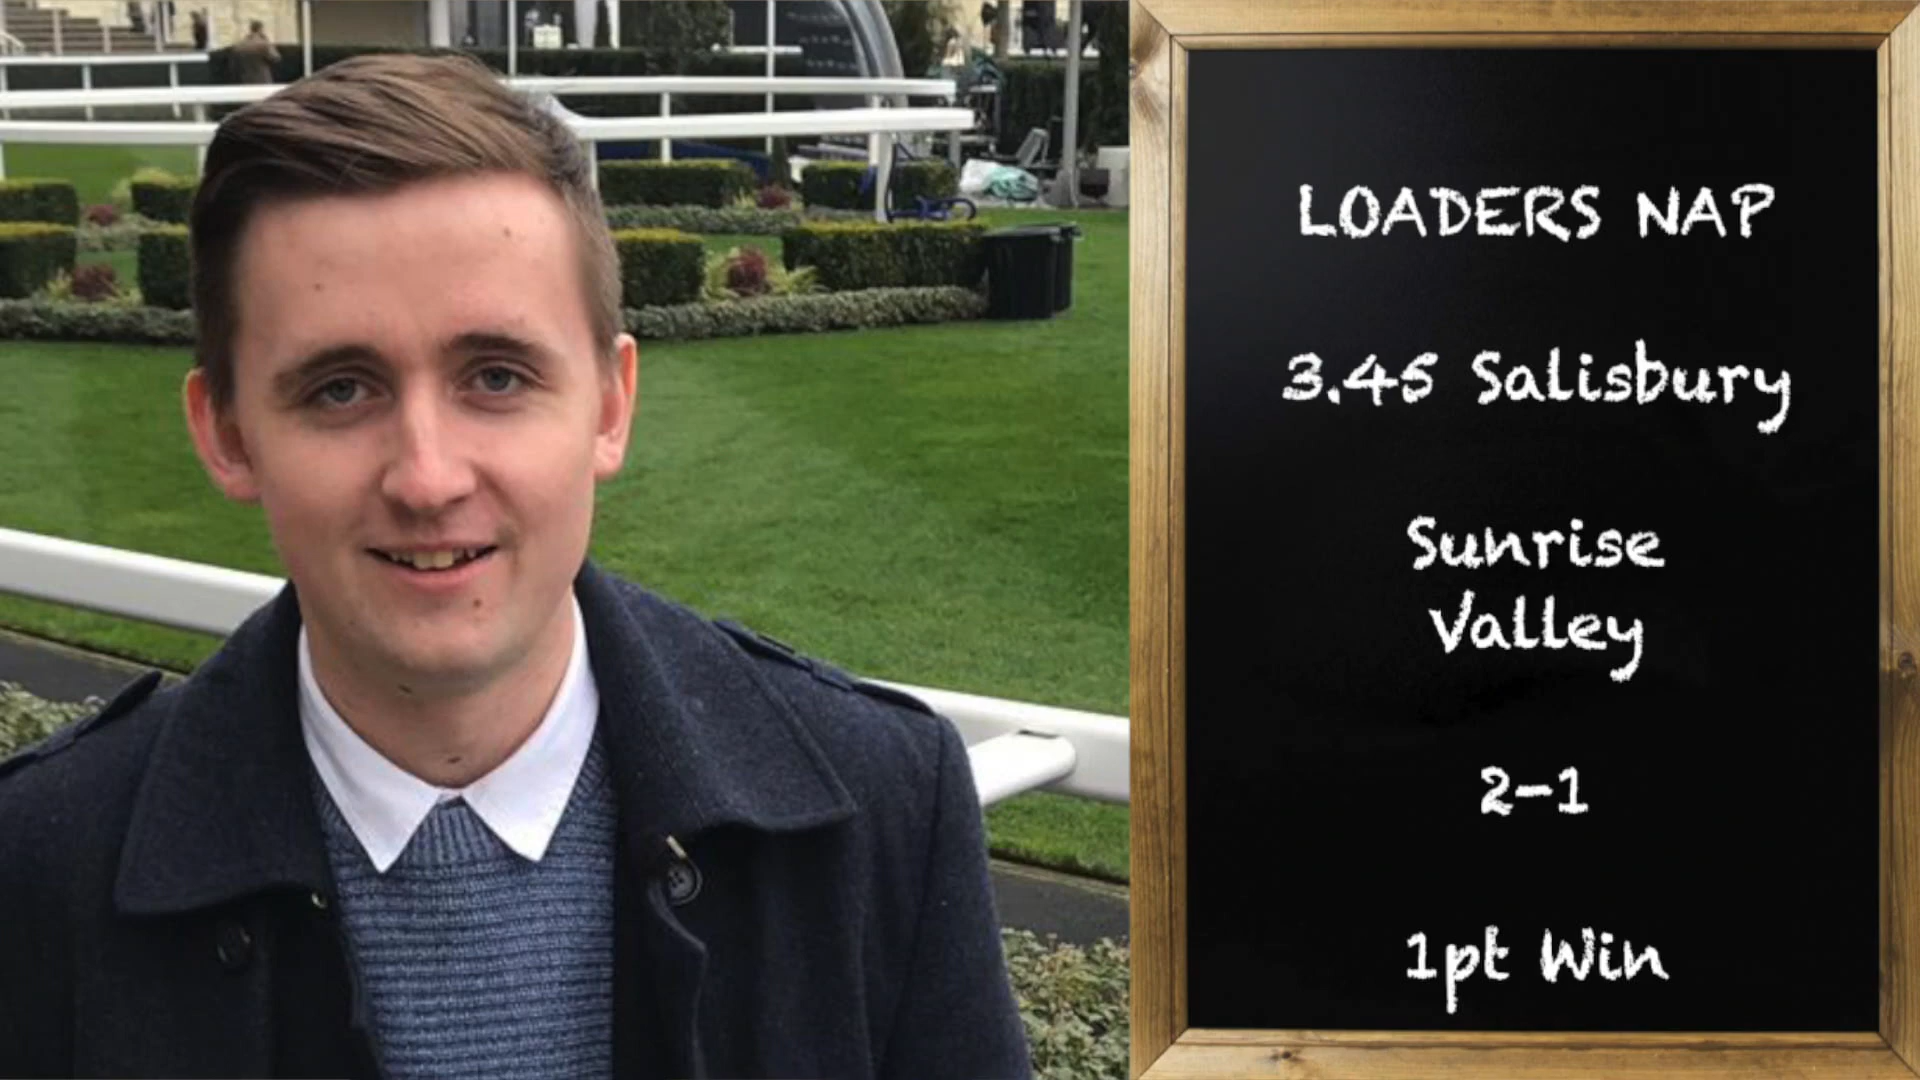 LOADERS NAP
3.45 Salisbury
Sunrise
Valley
2-1
1pt Win